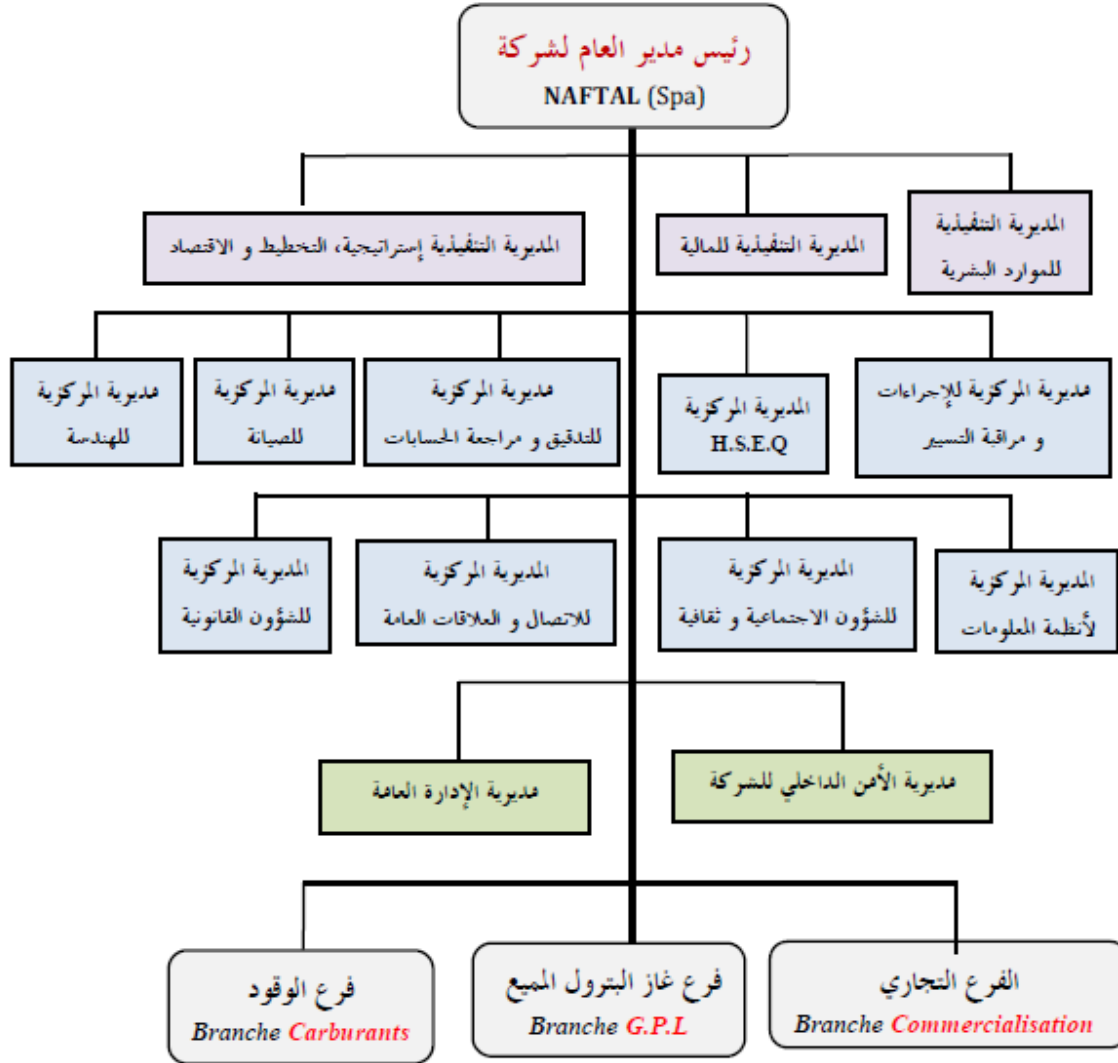 رئيس مدير العام لشركة
NAFTAL (Spa)
المديرية التنفيذية
للموارد البشرية
المديرية التنفيذية للمالية
المديرية التنفيذية إستراتيجية، التخطيط و الاقتصاد
مديرية المركزية للإجراءات
و مراقبة التسيير
المديرية المركزية
H.S.E.Q
مديرية المركزية
للتدقيق و مراجعة الحسابات
مديرية المركزية
للصيانة
مديرية المركزية
للهندسة
المديرية المركزية
لأنظمة المعلومات
المديرية المركزية
للشؤون الاجتماعية و ثقافية
المديرية المركزية
للاتصال و العلاقات العامة
المديرية المركزية
للشؤون القانونية
مديرية الأمن الداخلي للشركة
مديرية الإدارة العامة
الفرع التجاري
Branche Commercialisation
فرع غاز البترول المميع
Branche G.P.L
فرع الوقود
Branche Carburants